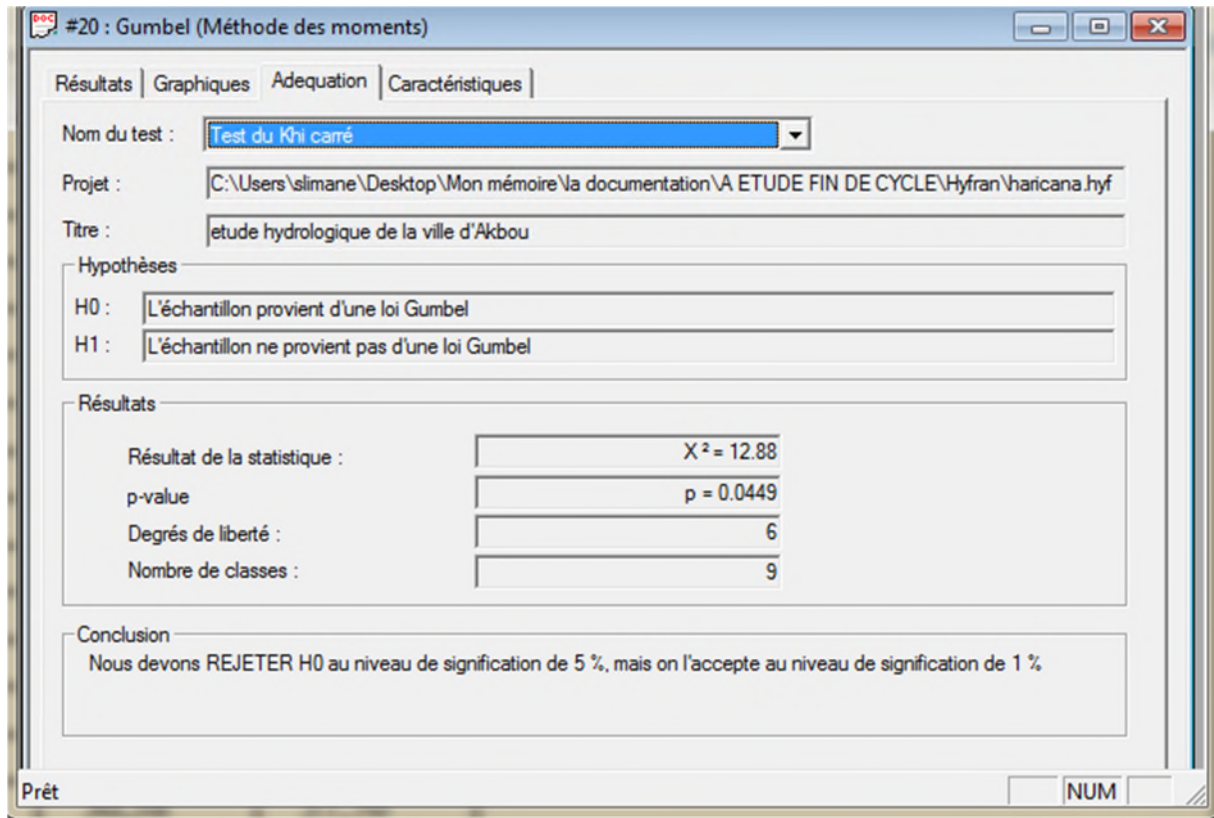 DOC
#20 : Gumbel (Méthode des moments)
Résultats Graphiques Adequation Caractéristiques
Nom du test : Test du Khi carré
Projet : C:\Users\slimane\Desktop\Mon mémoire\la documentation\A ETUDE FIN DE CYCLE\Hyfran\haricana.hyf
Titre : etude hydrologique de la ville d'Akbou
Hypothèses
H0 : L'échantillon provient d'une loi Gumbel
H1 : L'échantillon ne provient pas d'une loi Gumbel
Résultats
Résultat de la statistique : X ² = 12.88
p-value p = 0.0449
Degrés de liberté : 6
Nombre de classes : 9
Conclusion
Nous devons REJETER H0 au niveau de signification de 5 %, mais on l'accepte au niveau de signification de 1 %
Prêt NUM